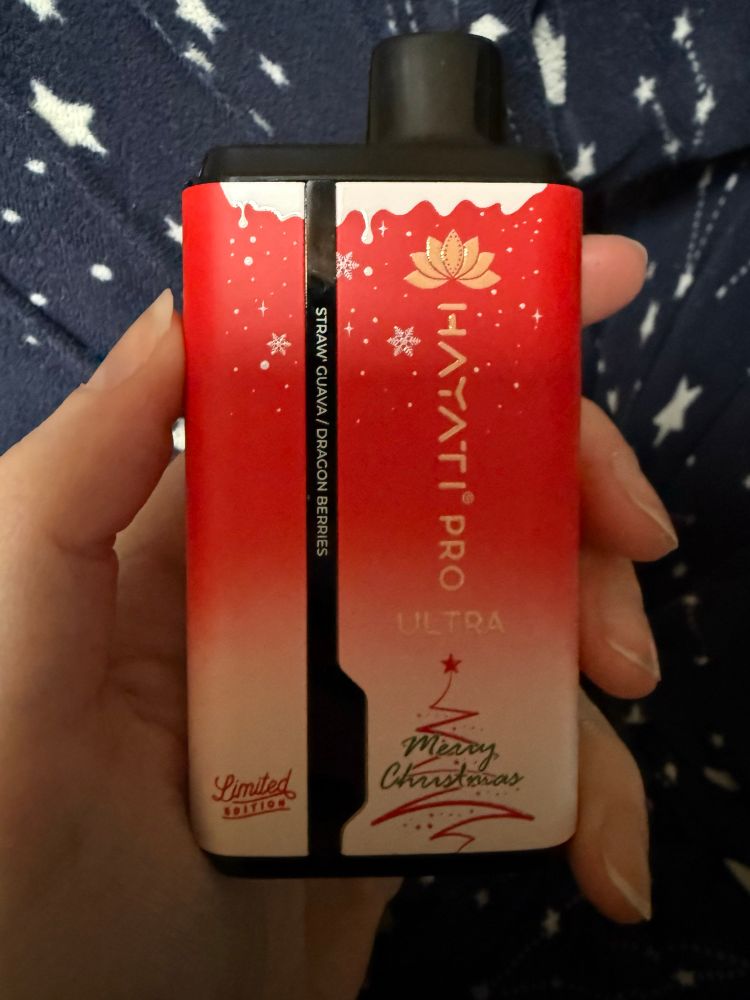 STRAW' GUAVA / DRAGON BERRIES
HAYATI® PRO
ULTRA
Merry
Christmas
Limited
EDITION